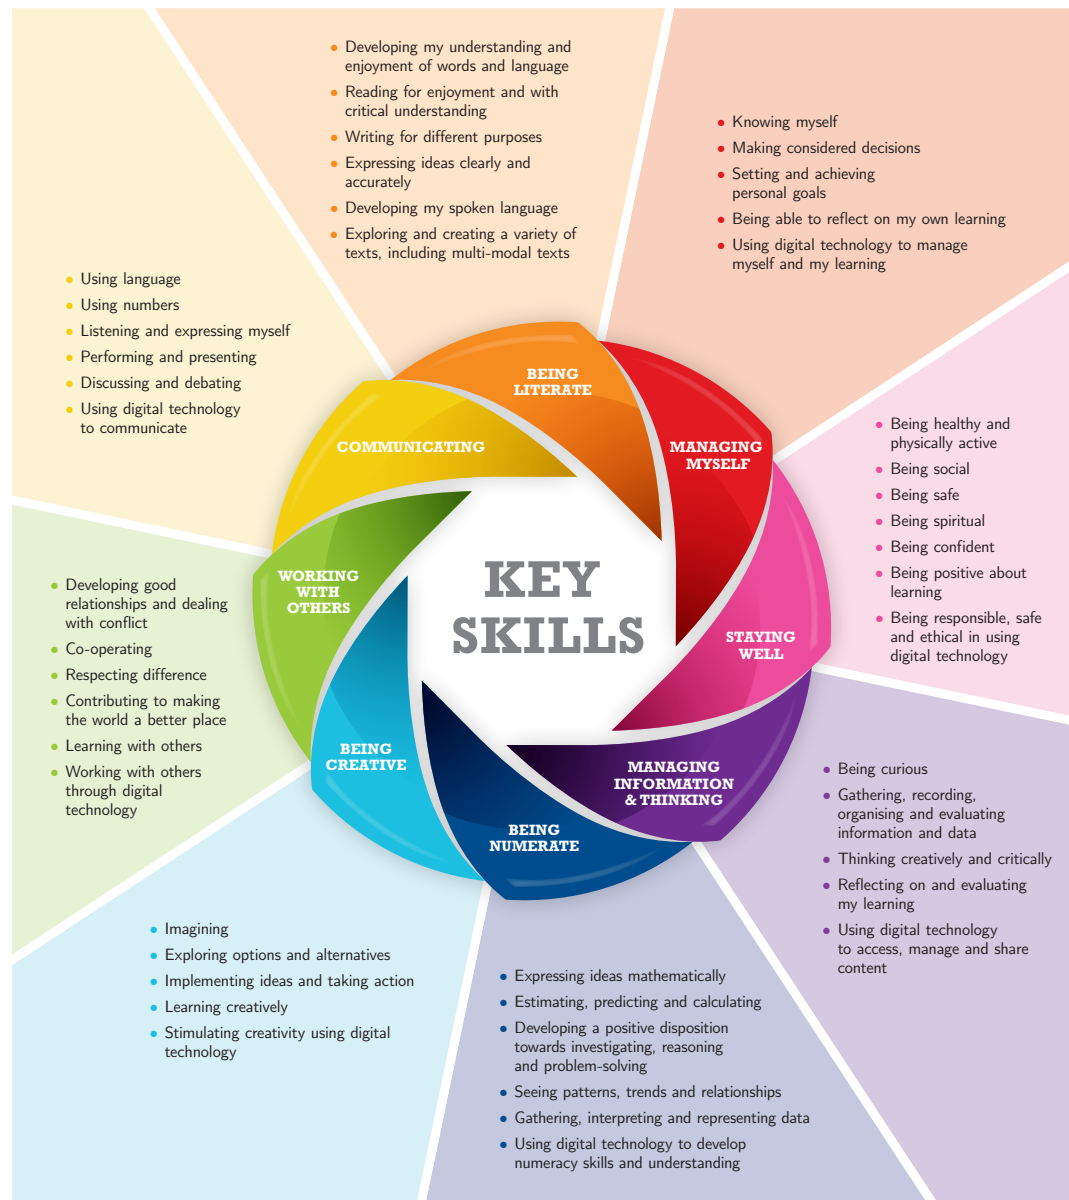 • Developing my understanding and
enjoyment of words and language
• Reading for enjoyment and with
critical understanding
• Writing for different purposes
• Expressing ideas clearly and
accurately
• Developing my spoken language
• Exploring and creating a variety of
texts, including multi-modal texts
• Knowing myself
• Making considered decisions
• Setting and achieving
personal goals
• Being able to reflect on my own learning
• Using digital technology to manage
myself and my learning
• Using language
• Using numbers
• Listening and expressing myself
• Performing and presenting
• Discussing and debating
• Using digital technology
to communicate
BEING
LITERATE
COMMUNICATING
MANAGING
MYSELF
• Being healthy and
physically active
• Being social
• Being safe
• Being spiritual
• Being confident
• Being positive about
learning
• Being responsible, safe
and ethical in using
digital technology
WORKING
WITH
OTHERS
KEY
SKILLS
STAYING
WELL
• Developing good
relationships and dealing
with conflict
• Co-operating
• Respecting difference
• Contributing to making
the world a better place
• Learning with others
• Working with others
through digital
technology
BEING
CREATIVE
MANAGING
INFORMATION
& THINKING
BEING
NUMERATE
• Being curious
• Gathering, recording,
organising and evaluating
information and data
• Thinking creatively and critically
• Reflecting on and evaluating
my learning
• Using digital technology
to access, manage and share
content
• Imagining
• Exploring options and alternatives
• Implementing ideas and taking action
• Learning creatively
• Stimulating creativity using digital
technology
• Expressing ideas mathematically
• Estimating, predicting and calculating
• Developing a positive disposition
towards investigating, reasoning
and problem-solving
• Seeing patterns, trends and relationships
• Gathering, interpreting and representing data
• Using digital technology to develop
numeracy skills and understanding